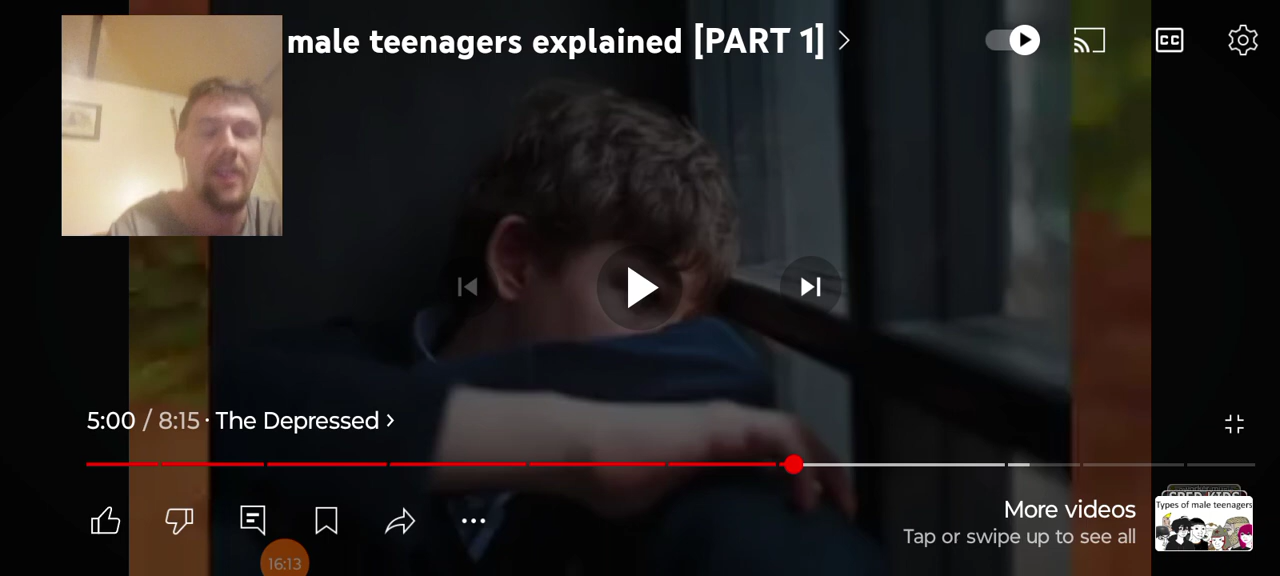 male teenagers explained [PART 1]
CC
5:00 / 8:15 · The Depressed
More videos
Tap or swipe up to see all
Types of male teenagers
16:13